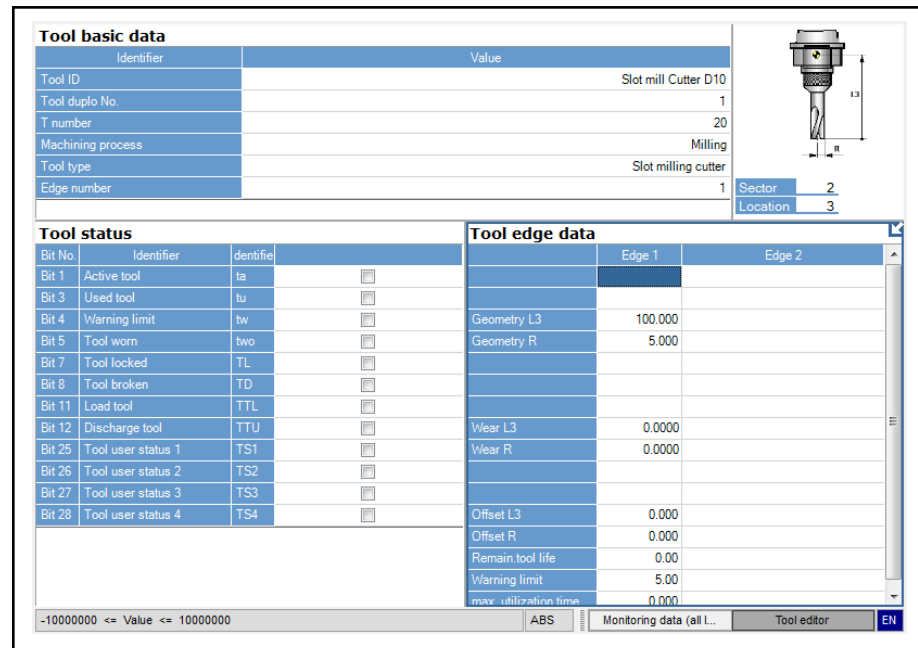 Tool basic data
Identifier Value
Tool ID Slot mill Cutter D10
Tool duplo No. 1
T number 20
Machining process Milling
Tool type Slot milling cutter
Edge number 1
L3
R
Sector 2
Location 3
Tool status
Bit No. Identifier dentifie
Bit 1 Active tool ta
Bit 3 Used tool tu
Bit 4 Warning limit tw
Bit 5 Tool worn two
Bit 7 Tool locked TL
Bit 8 Tool broken TD
Bit 11 Load tool TTL
Bit 12 Discharge tool TTU
Bit 25 Tool user status 1 TS1
Bit 26 Tool user status 2 TS2
Bit 27 Tool user status 3 TS3
Bit 28 Tool user status 4 TS4
Tool edge data
Edge 1 Edge 2
Geometry L3 100.000
Geometry R 5.000
Wear L3 0.0000
Wear R 0.0000
Offset L3 0.000
Offset R 0.000
Remain.tool life 0.00
Warning limit 5.00
max. utilization time 0.000
-10000000 <= Value <= 10000000 ABS Monitoring data (all l... Tool editor EN